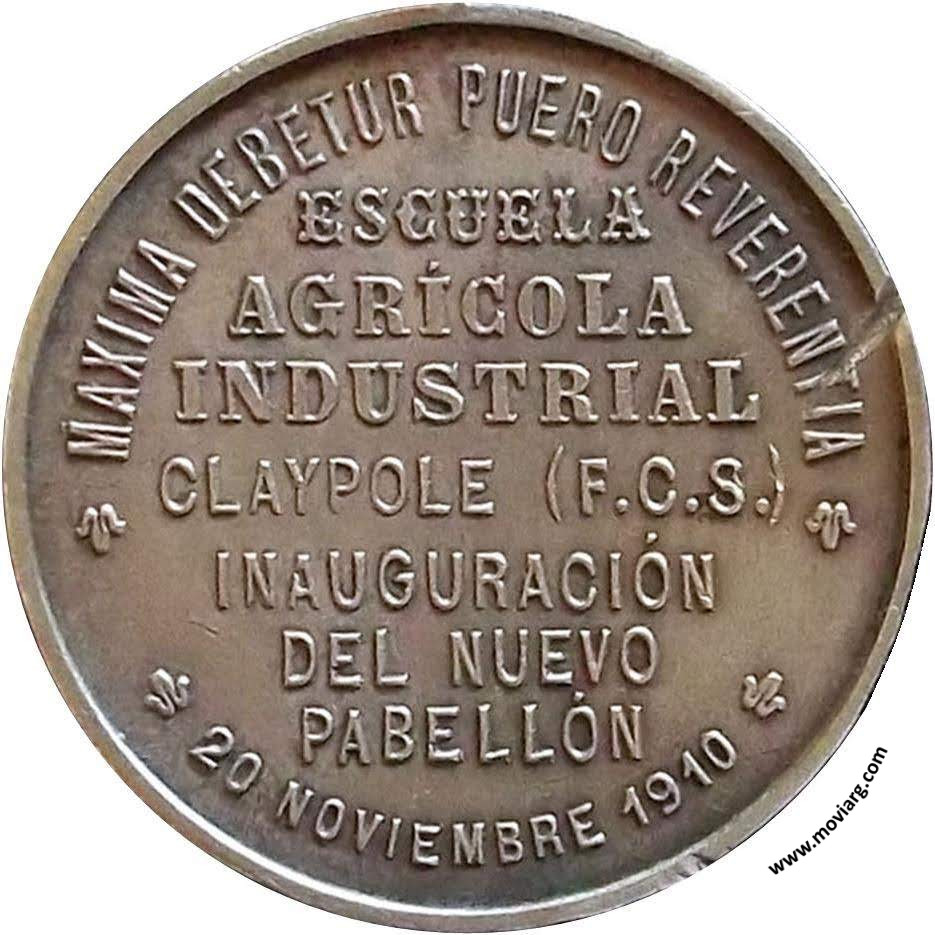 MAXIMA DEBETUR PUERO REVERENTIA
ESCUELA
AGRÍCOLA
INDUSTRIAL
CLAYPOLE (F.C.S.)
INAUGURACIÓN
DEL NUEVO
PABELLÓN
20 NOVIEMBRE 1910
www.moviarg.com